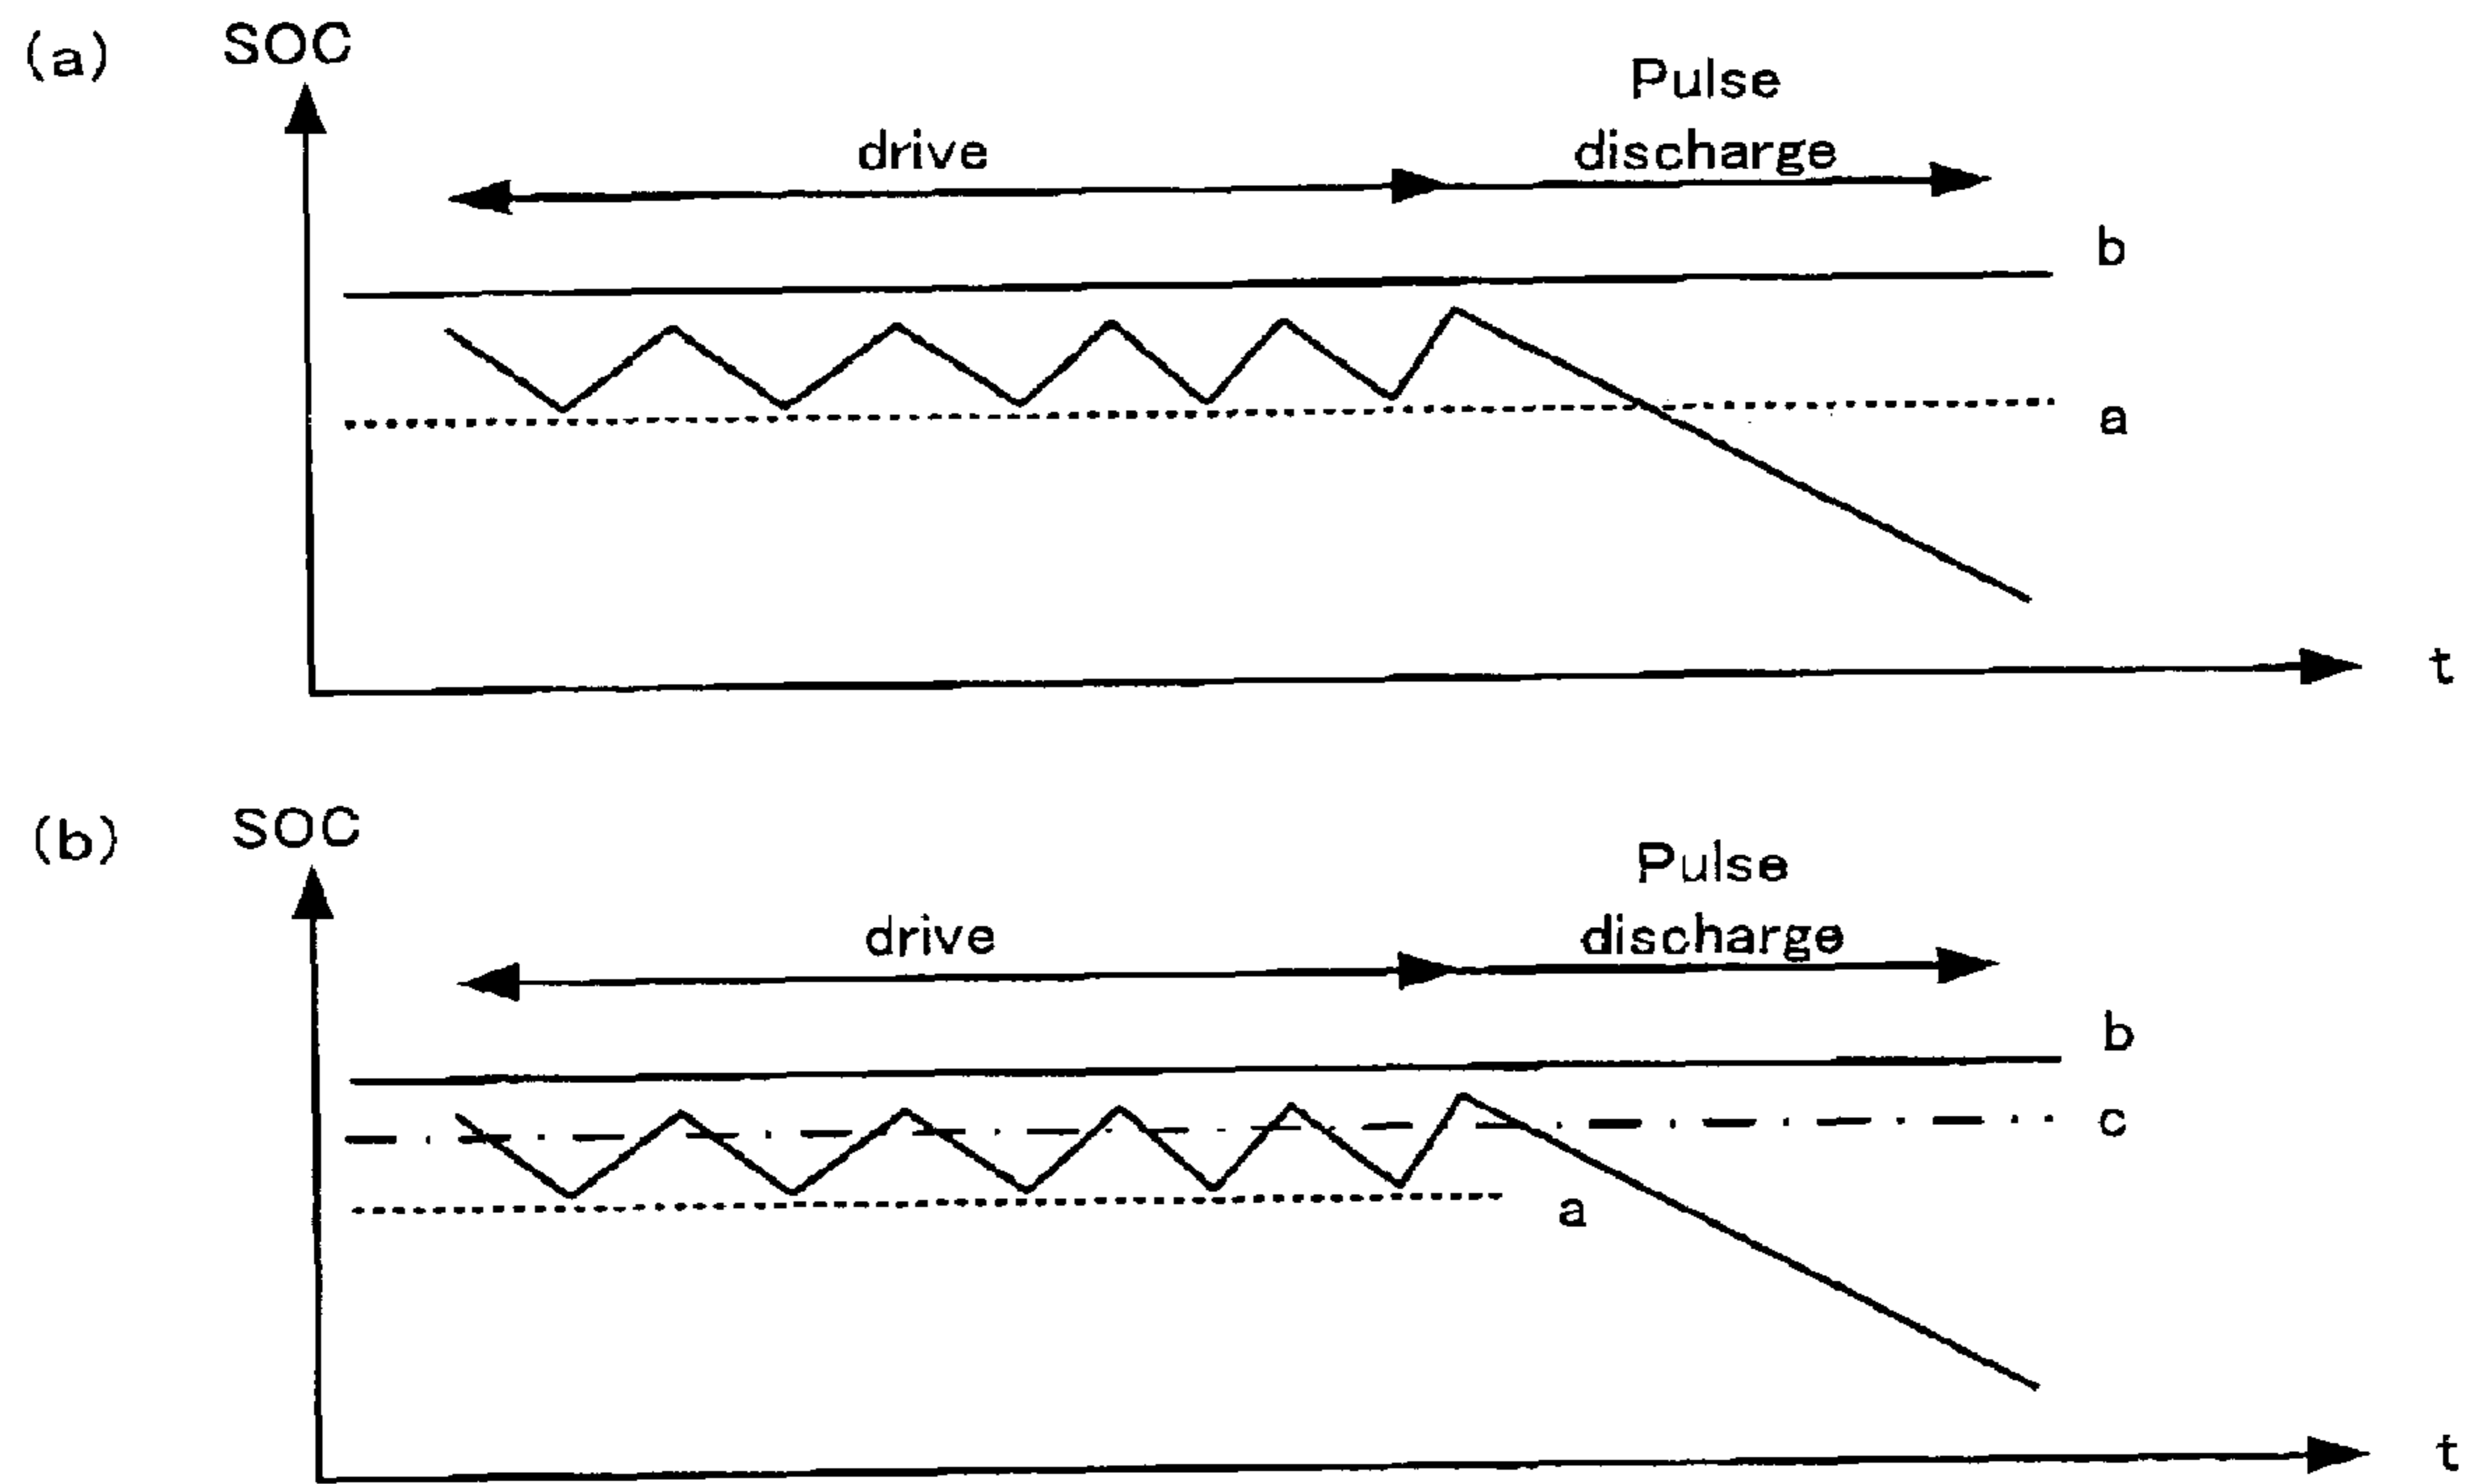 (a)
SOC
Pulse
drive
discharge
b
a
t
(b)
SOC
Pulse
drive
discharge
b
c
a
t